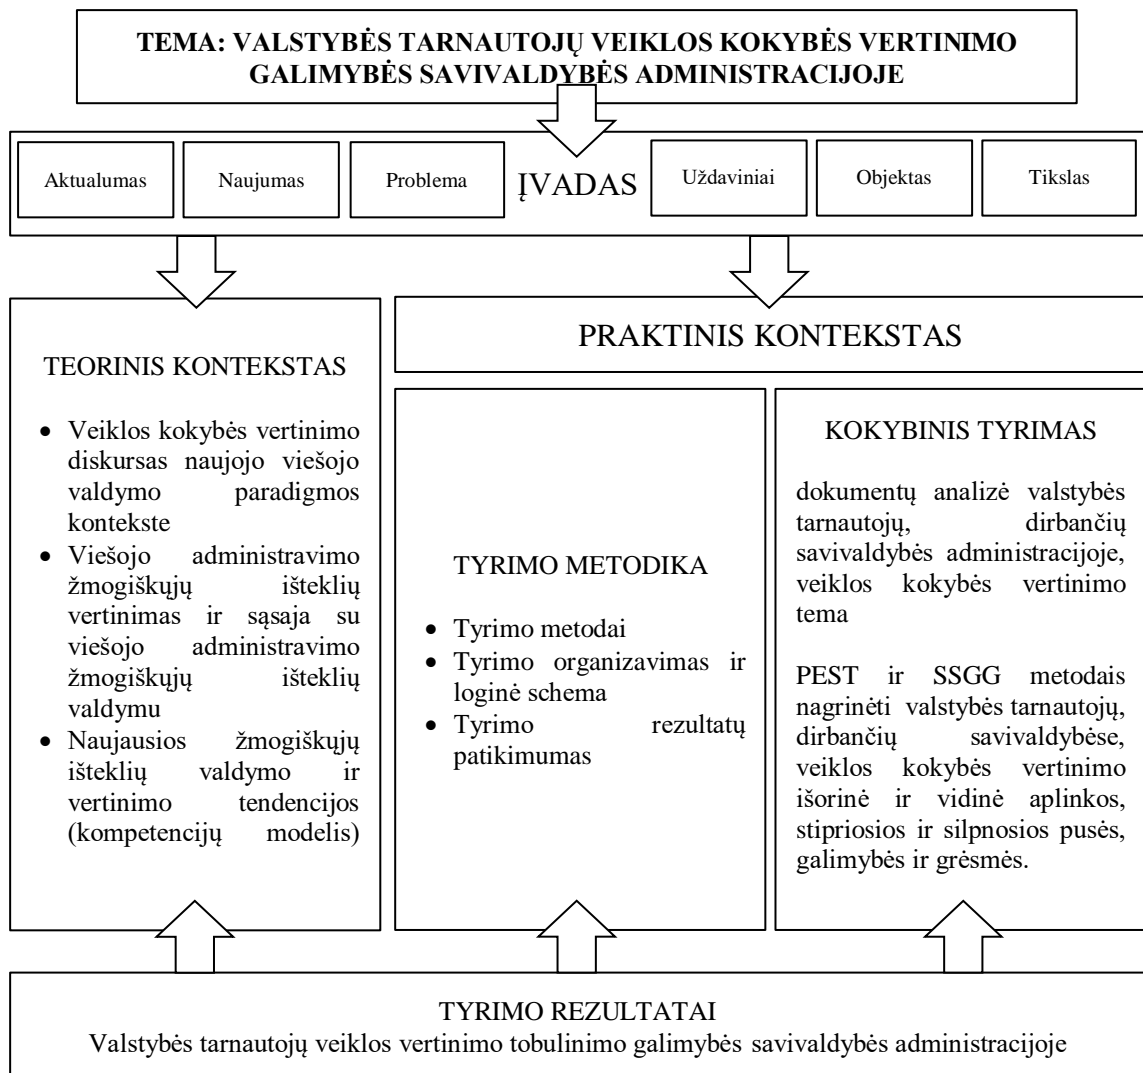 TEMA: VALSTYBĖS TARNAUTOJŲ VEIKLOS KOKYBĖS VERTINIMO
GALIMYBĖS SAVIVALDYBĖS ADMINISTRACIJOJE
Aktualumas
Naujumas
Problema
ĮVADAS
Uždaviniai
Objektas
Tikslas
TEORINIS KONTEKSTAS
• Veiklos kokybės vertinimo
diskursas naujojo viešojo
valdymo paradigmos
kontekste
• Viešojo administravimo
žmogiškųjų išteklių
vertinimas ir sąsaja su
viešojo administravimo
žmogiškųjų išteklių
valdymu
• Naujausios žmogiškųjų
išteklių valdymo ir
vertinimo tendencijos
(kompetencijų modelis)
PRAKTINIS KONTEKSTAS
TYRIMO METODIKA
• Tyrimo metodai
• Tyrimo organizavimas ir
loginė schema
• Tyrimo rezultatų
patikimumas
KOKYBINIS TYRIMAS
dokumentų analizė valstybės
tarnautojų, dirbančių
savivaldybės administracijoje,
veiklos kokybės vertinimo
tema
PEST ir SSGG metodais
nagrinėti valstybės tarnautojų,
dirbančių savivaldybėse,
veiklos kokybės vertinimo
išorinė ir vidinė aplinkos,
stipriosios ir silpnosios pusės,
galimybės ir grėsmės.
TYRIMO REZULTATAI
Valstybės tarnautojų veiklos vertinimo tobulinimo galimybės savivaldybės administracijoje